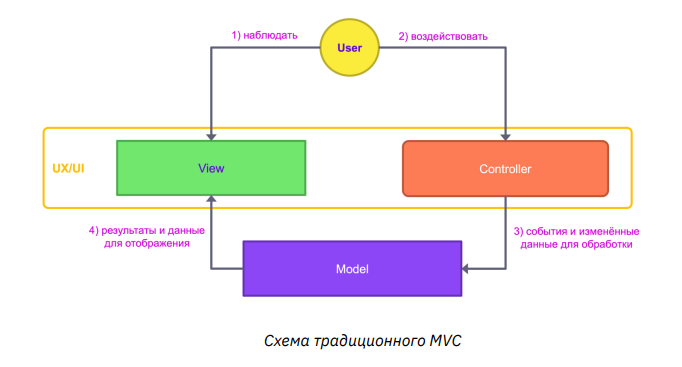 1) наблюдать
User
2) воздействовать
UX/UI
View
Controller
4) результаты и данные
для отображения
3) события и изменённые
данные для обработки
Model
Схема традиционного MVC